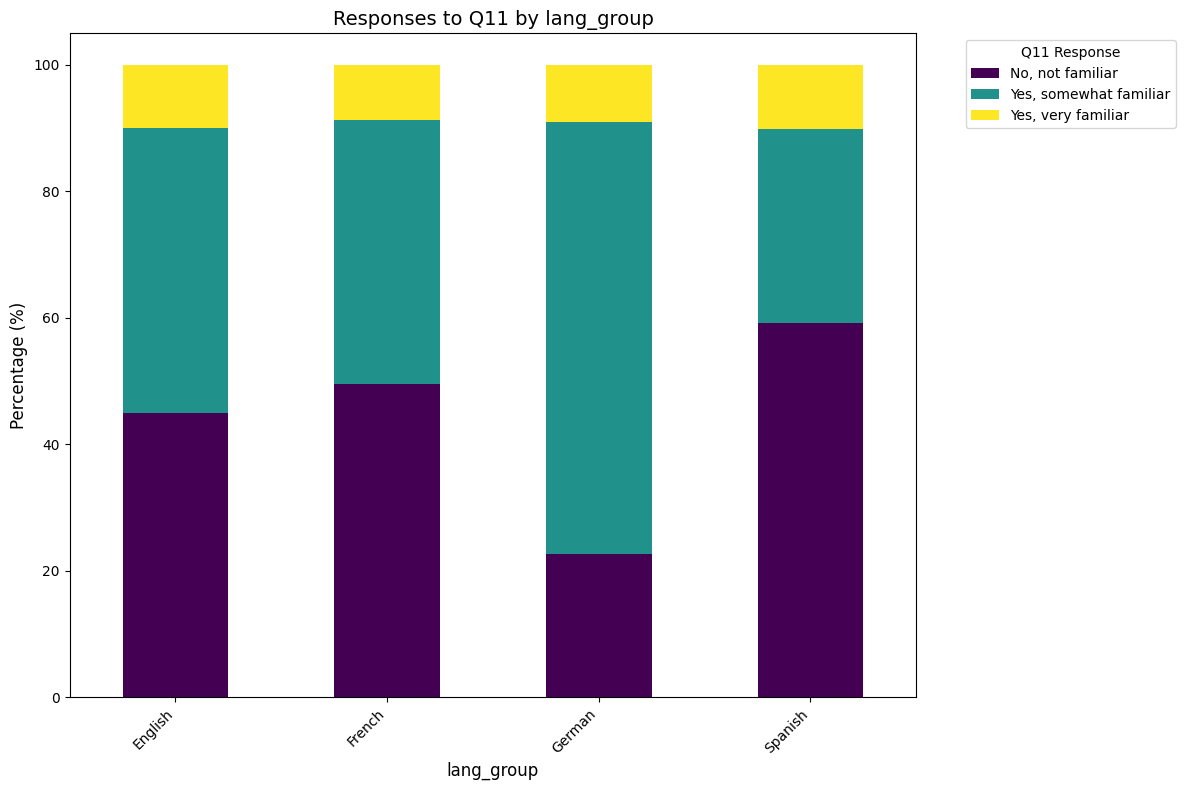 Responses to Q11 by lang_group
Q11 Response
No, not familiar
Yes, somewhat familiar
Yes, very familiar
Percentage (%)
100
80
60
40
20
0
English
French
German
Spanish
lang_group